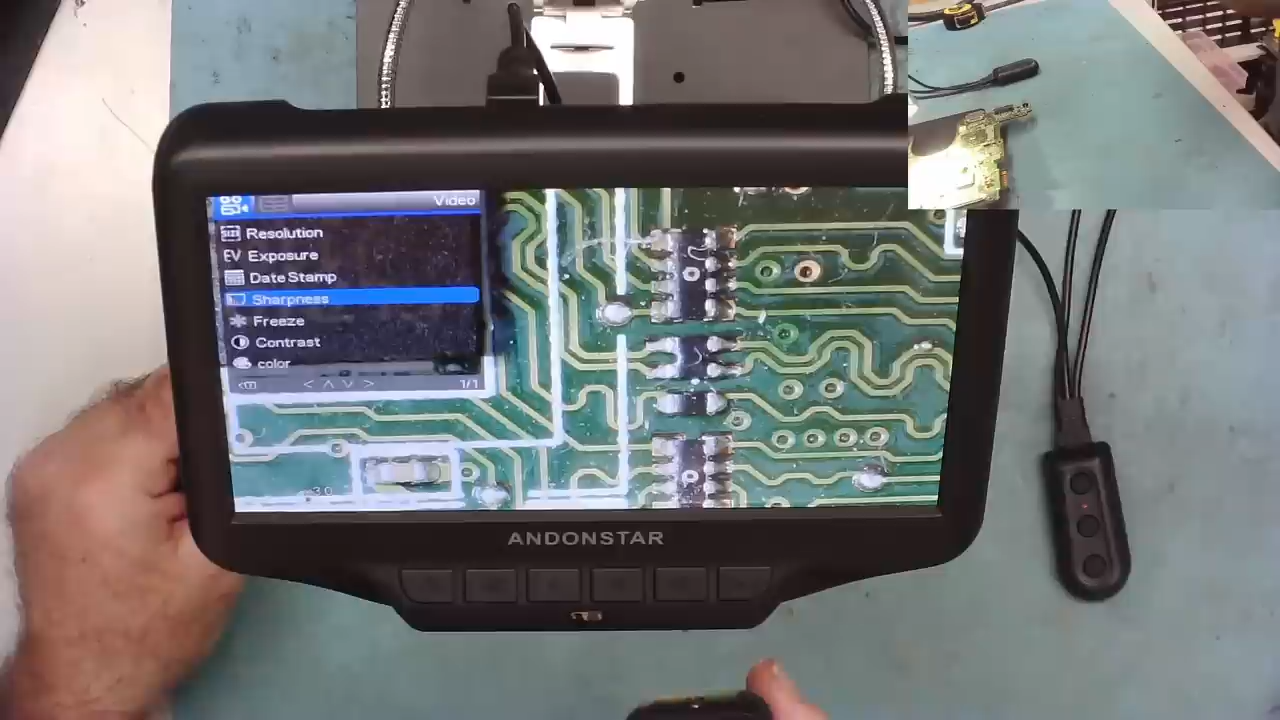 Video
Resolution
EV Exposure
Date Stamp
Sharpness
Freeze
Contrast
color
1/1
ANDONSTAR